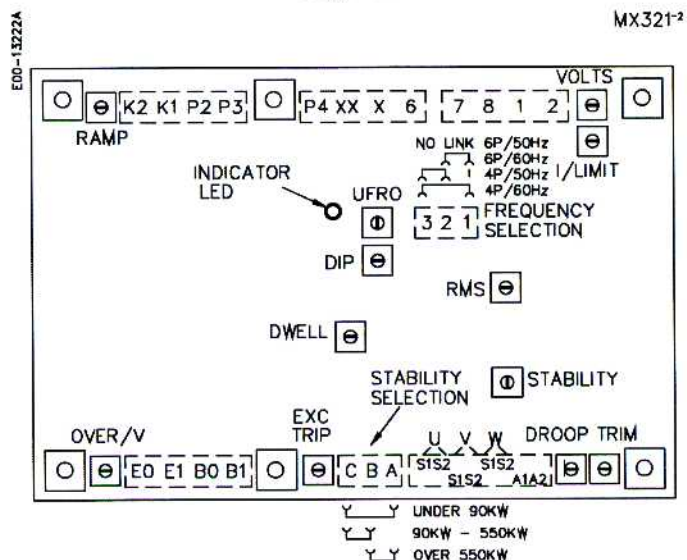 MX321-2
E00-13222A
VOLTS
K2 K1 P2 P3
P4 XX X 6
7 8 1 2
RAMP
NO LINK 6P/50Hz
6P/60Hz
4P/50Hz
4P/60Hz
I/LIMIT
INDICATOR
LED
UFRO
3 2 1
FREQUENCY
SELECTION
DIP
RMS
DWELL
STABILITY
SELECTION
STABILITY
EXC
TRIP
OVER/V
U V W
DROOP TRIM
E0 E1 B0 B1
C B A
S1S2 S1S2
S1S2 A1A2
UNDER 90KW
90KW - 550KW
OVER 550KW